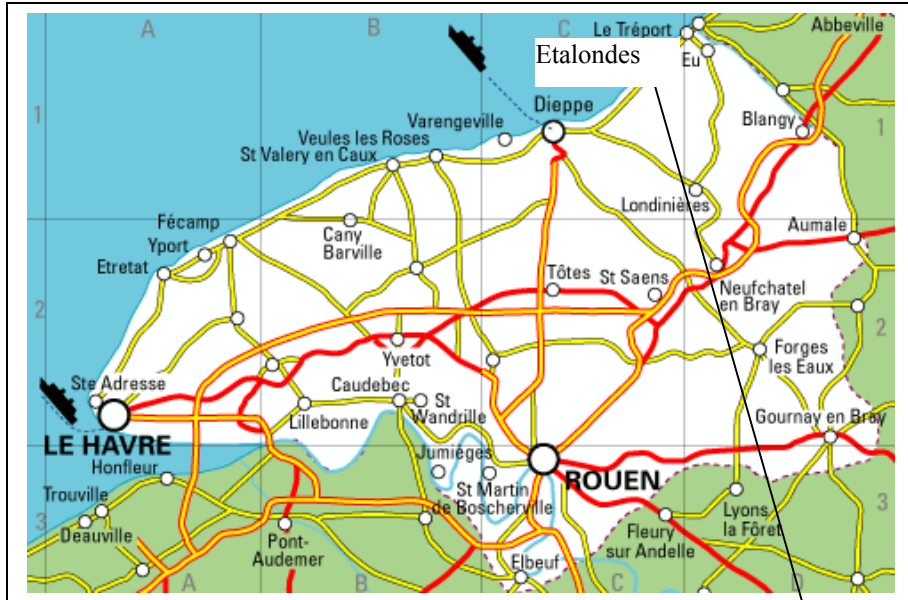 A
B
C
Le Tréport
Abbeville
Etalondes
Eu
Dieppe
1
Blangy
1
Varengeville
Veules les Roses
St Valery en Caux
Londinières
Fécamp
Yport
Etretat
Cany
Barville
Aumale
Tôtes
St Saens
Neufchatel
en Bray
2
2
Yvetot
Forges
les Eaux
Ste Adresse
Caudebec
St
Wandrille
Lillebonne
Gournay en Bray
LE HAVRE
Honfleur
Jumièges
ROUEN
St Martin
de Boscherville
Trouville
Deauville
3
3
Lyons
la Fôret
Fleury
sur Andelle
Pont-
Audemer
Elbeuf
A
B
C
D